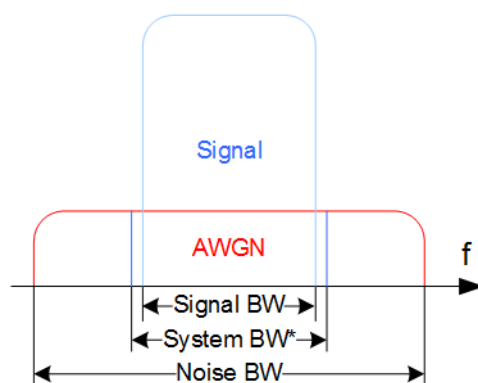 Signal
AWGN
f
Signal BW
System BW*
Noise BW